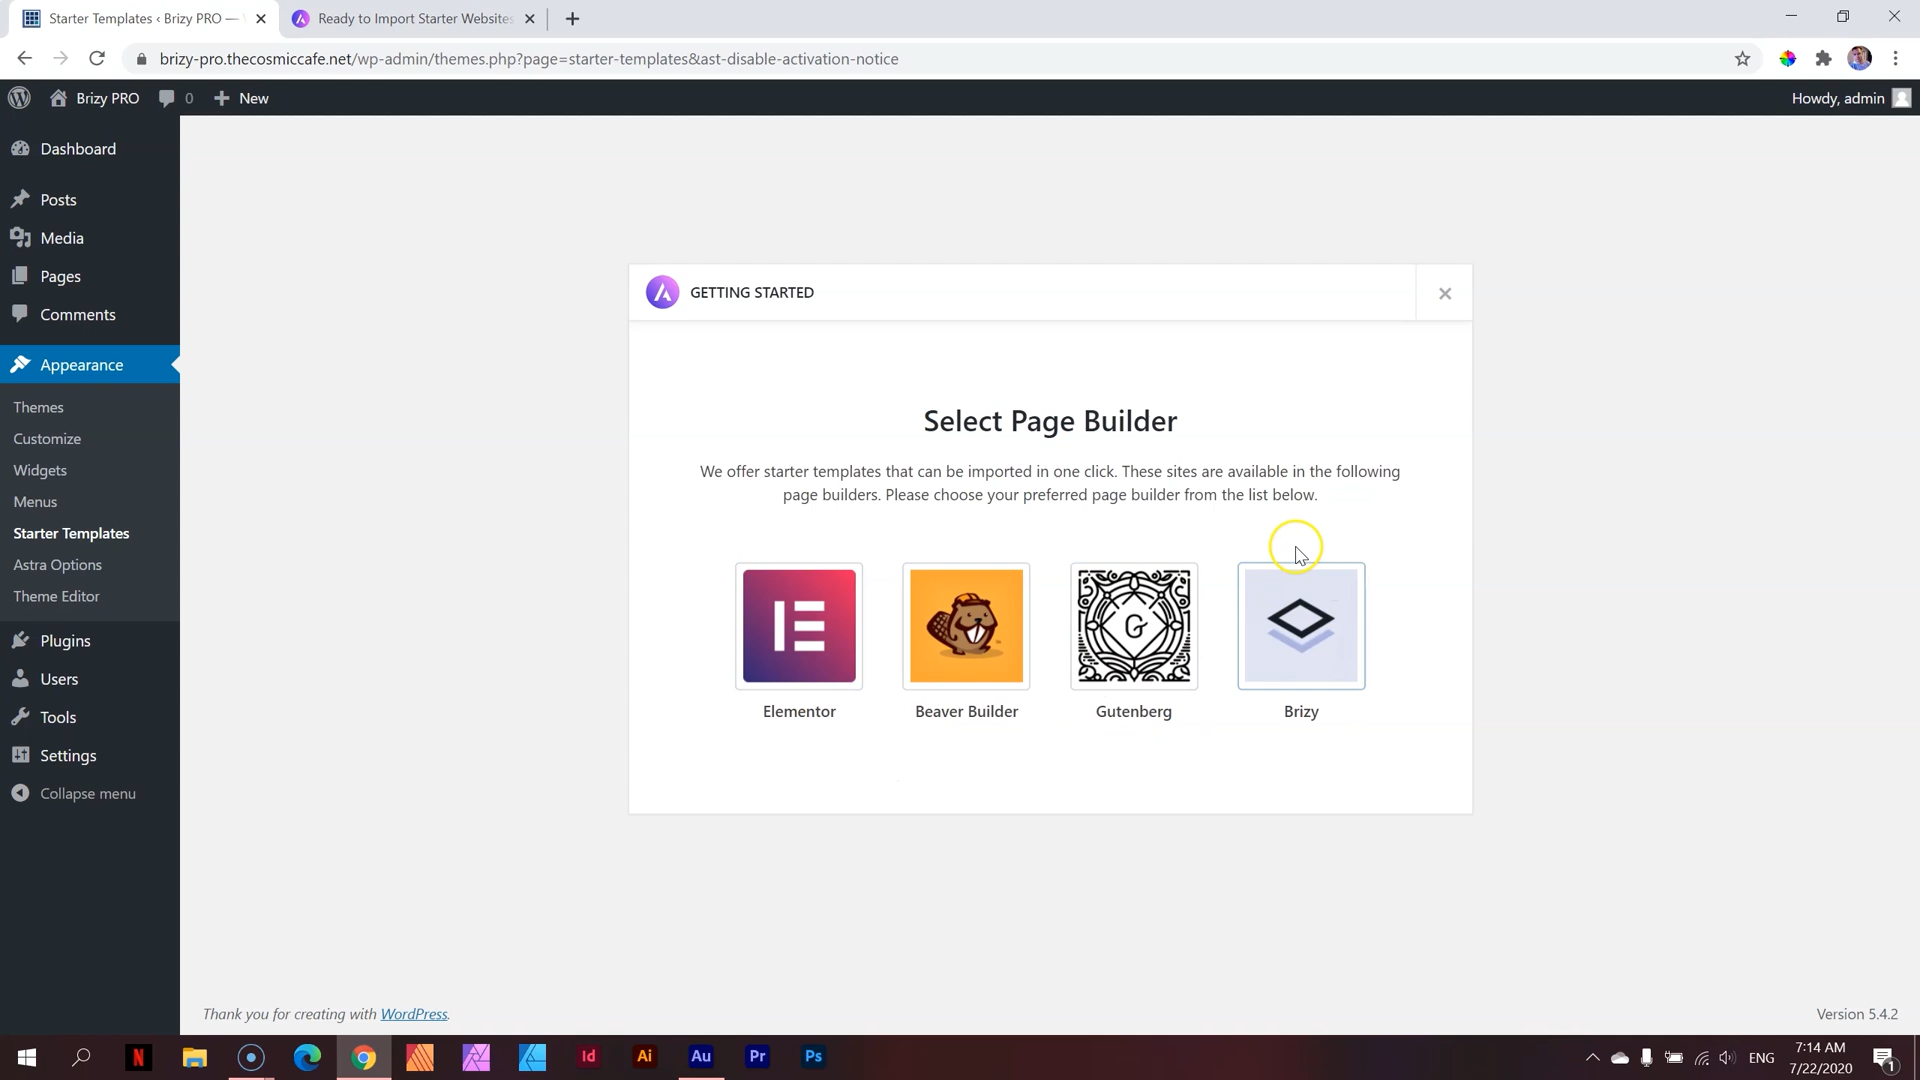 Starter Templates ‹ Brizy PRO —
Ready to Import Starter Websites
brizy-pro.thecosmiccafe.net/wp-admin/themes.php?page=starter-templates&ast-disable-activation-notice
Brizy PRO
0
New
Howdy, admin
Dashboard
Posts
Media
Pages
Comments
Appearance
Themes
Customize
Widgets
Menus
Starter Templates
Astra Options
Theme Editor
Plugins
Users
Tools
Settings
Collapse menu
GETTING STARTED
Select Page Builder
We offer starter templates that can be imported in one click. These sites are available in the following
page builders. Please choose your preferred page builder from the list below.
G
Elementor
Beaver Builder
Gutenberg
Brizy
Thank you for creating with WordPress.
Version 5.4.2
N
Id
Ai
Au
Pr
Ps
ENG
7:14 AM
7/22/2020
1